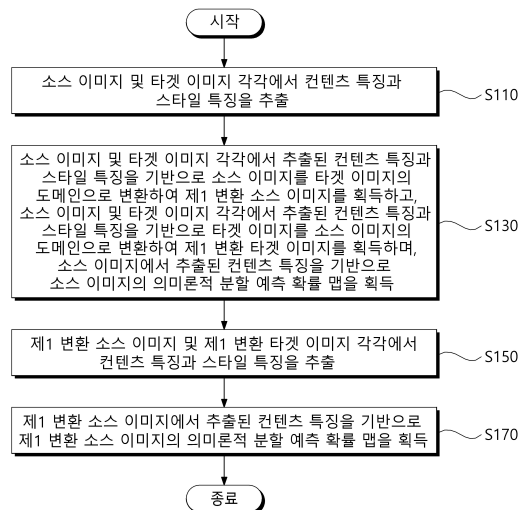 시작
소스 이미지 및 타겟 이미지 각각에서 컨텐츠 특징과
스타일 특징을 추출
S110
소스 이미지 및 타겟 이미지 각각에서 추출된 컨텐츠 특징과
스타일 특징을 기반으로 소스 이미지를 타겟 이미지의
도메인으로 변환하여 제1 변환 소스 이미지를 획득하고,
소스 이미지 및 타겟 이미지 각각에서 추출된 컨텐츠 특징과
스타일 특징을 기반으로 타겟 이미지를 소스 이미지의
도메인으로 변환하여 제1 변환 타겟 이미지를 획득하며,
소스 이미지에서 추출된 컨텐츠 특징을 기반으로
소스 이미지의 의미론적 분할 예측 확률 맵을 획득
S130
제1 변환 소스 이미지 및 제1 변환 타겟 이미지 각각에서
컨텐츠 특징과 스타일 특징을 추출
S150
제1 변환 소스 이미지에서 추출된 컨텐츠 특징을 기반으로
제1 변환 소스 이미지의 의미론적 분할 예측 확률 맵을 획득
S170
종료